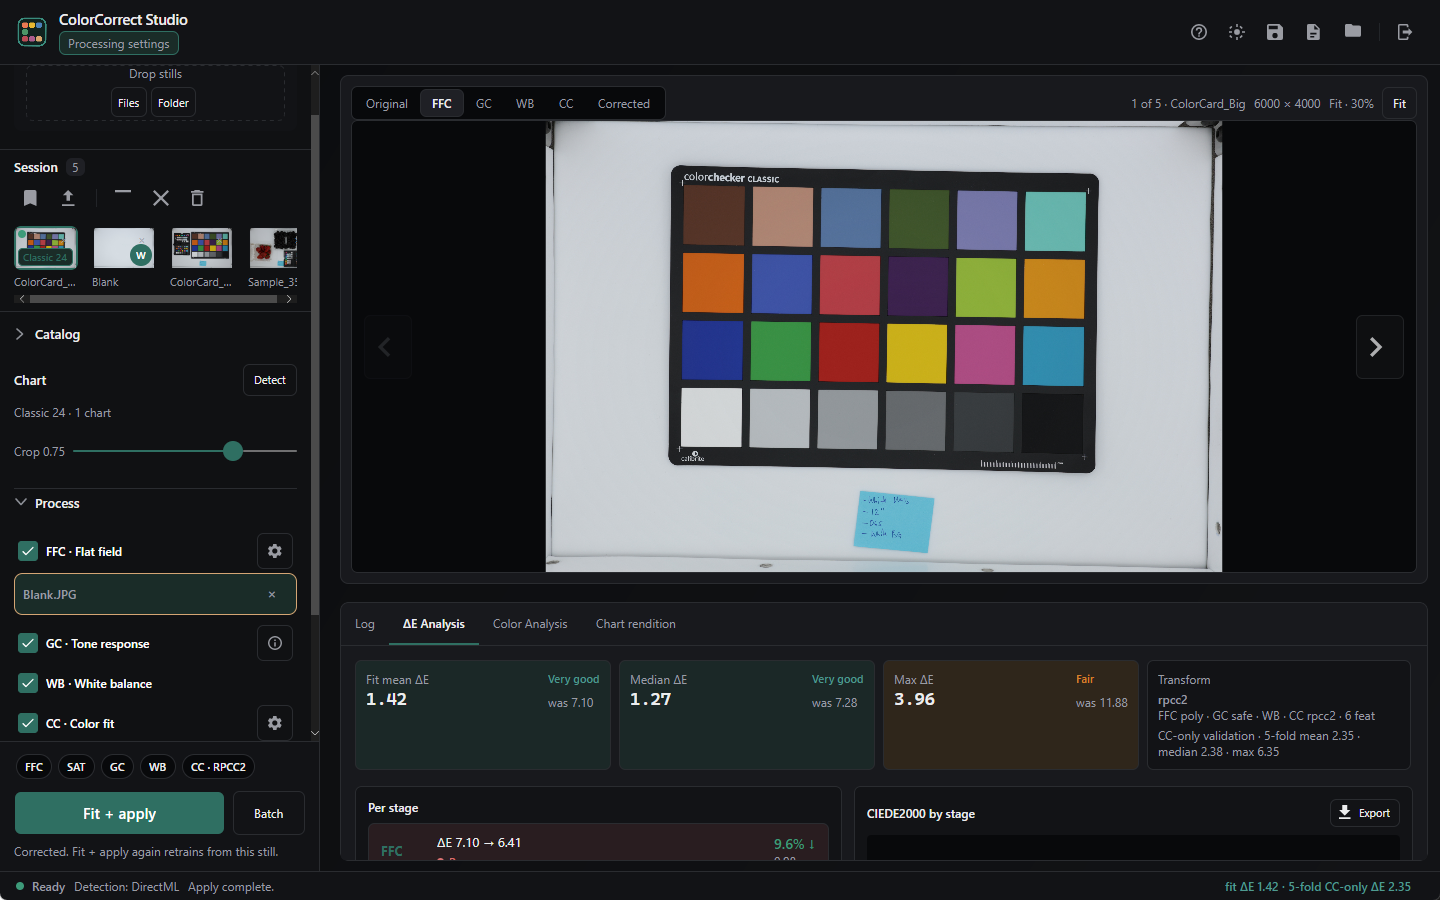 ColorCorrect Studio
Processing settings
Drop stills
Files
Folder
Session 5
Classic 24
W
ColorCard_...
Blank
ColorCard_...
Sample_35
Catalog
Chart
Detect
Classic 24 · 1 chart
Crop 0.75
Process
FFC · Flat field
Blank.JPG
×
GC · Tone response
WB · White balance
CC · Color fit
FFC
SAT
GC
WB
CC · RPCC2
Fit + apply
Batch
Corrected. Fit + apply again retrains from this still.
Original
FFC
GC
WB
CC
Corrected
1 of 5 · ColorCard_Big 6000 × 4000 Fit · 30%
Fit
colorchecker CLASSIC
calibrite
- 12"
Log
ΔE Analysis
Color Analysis
Chart rendition
Fit mean ΔE
Very good
1.42
was 7.10
Median ΔE
Very good
1.27
was 7.28
Max ΔE
Fair
3.96
was 11.88
Transform
rpcc2
FFC poly · GC safe · WB · CC rpcc2 · 6 feat
CC-only validation · 5-fold mean 2.35 ·
median 2.38 · max 6.35
Per stage
FFC
ΔE 7.10 → 6.41
9.6% ↓
CIEDE2000 by stage
Export
Ready
Detection: DirectML
Apply complete.
fit ΔE 1.42 · 5-fold CC-only ΔE 2.35